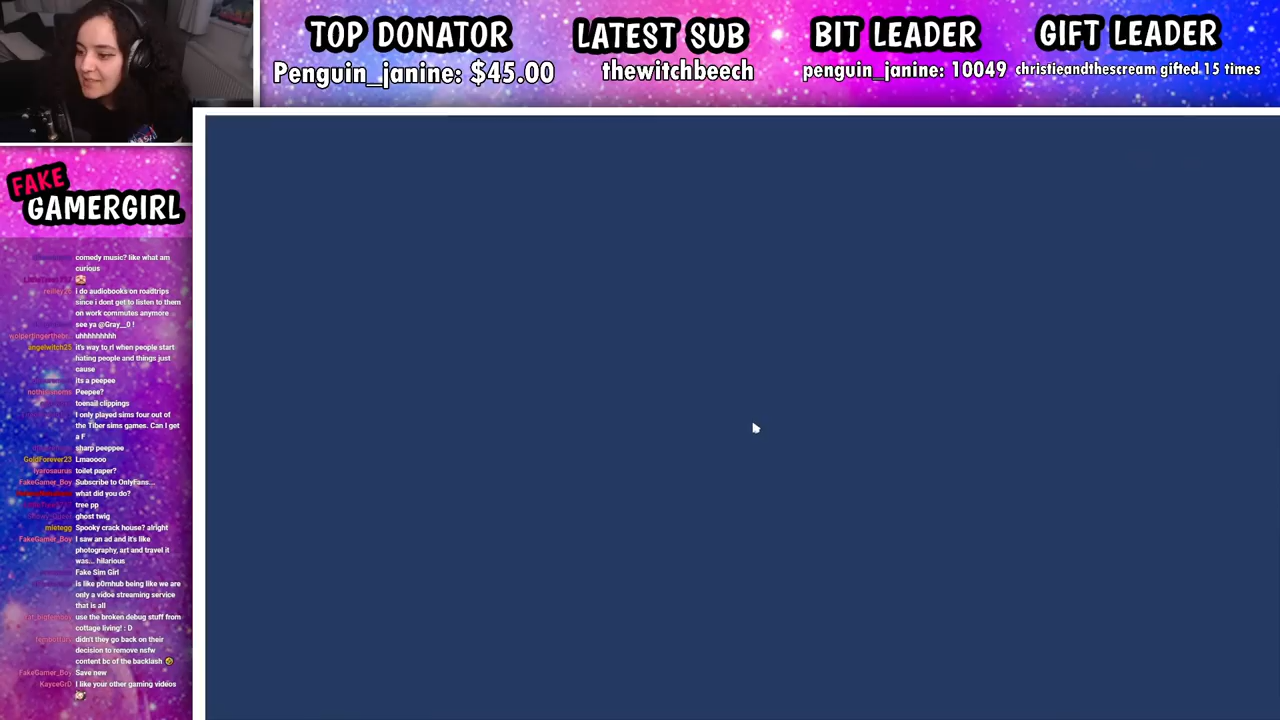 TOP DONATOR
Penguin_janine: $45.00
LATEST SUB
thewitchbeech
BIT LEADER
penguin_janine: 10049
GIFT LEADER
christieandthescream gifted 15 times
FAKE
GAMERGIRL
comedy music? like what am
curious
i do audiobooks on roadtrips
since i dont get to listen to them
on work commutes anymore
see ya @Gray__0 !
uhhhhhhhhh
angelwitch25 it's way to rl when people start
hating people and things just
cause
its a peepee
Peepee?
toenail clippings
I only played sims four out of
the Tiber sims games. Can I get
a F
sharp peeppee
GoldForever23 Lmaoooo
lyarosaurus toilet paper?
FakeGamer_Boy Subscribe to OnlyFans...
what did you do?
tree pp
ghost twig
mietegg Spooky crack house? alright
FakeGamer_Boy I saw an ad and it's like
photography, art and travel it
was... hilarious
Fake Sim Girl
is like p0rnhub being like we are
only a vidoe streaming service
that is all
use the broken debug stuff from
cottage living! : D
didn't they go back on their
decision to remove nsfw
content bc of the backlash
FakeGamer_Boy Save new
KayceGrD I like your other gaming videos